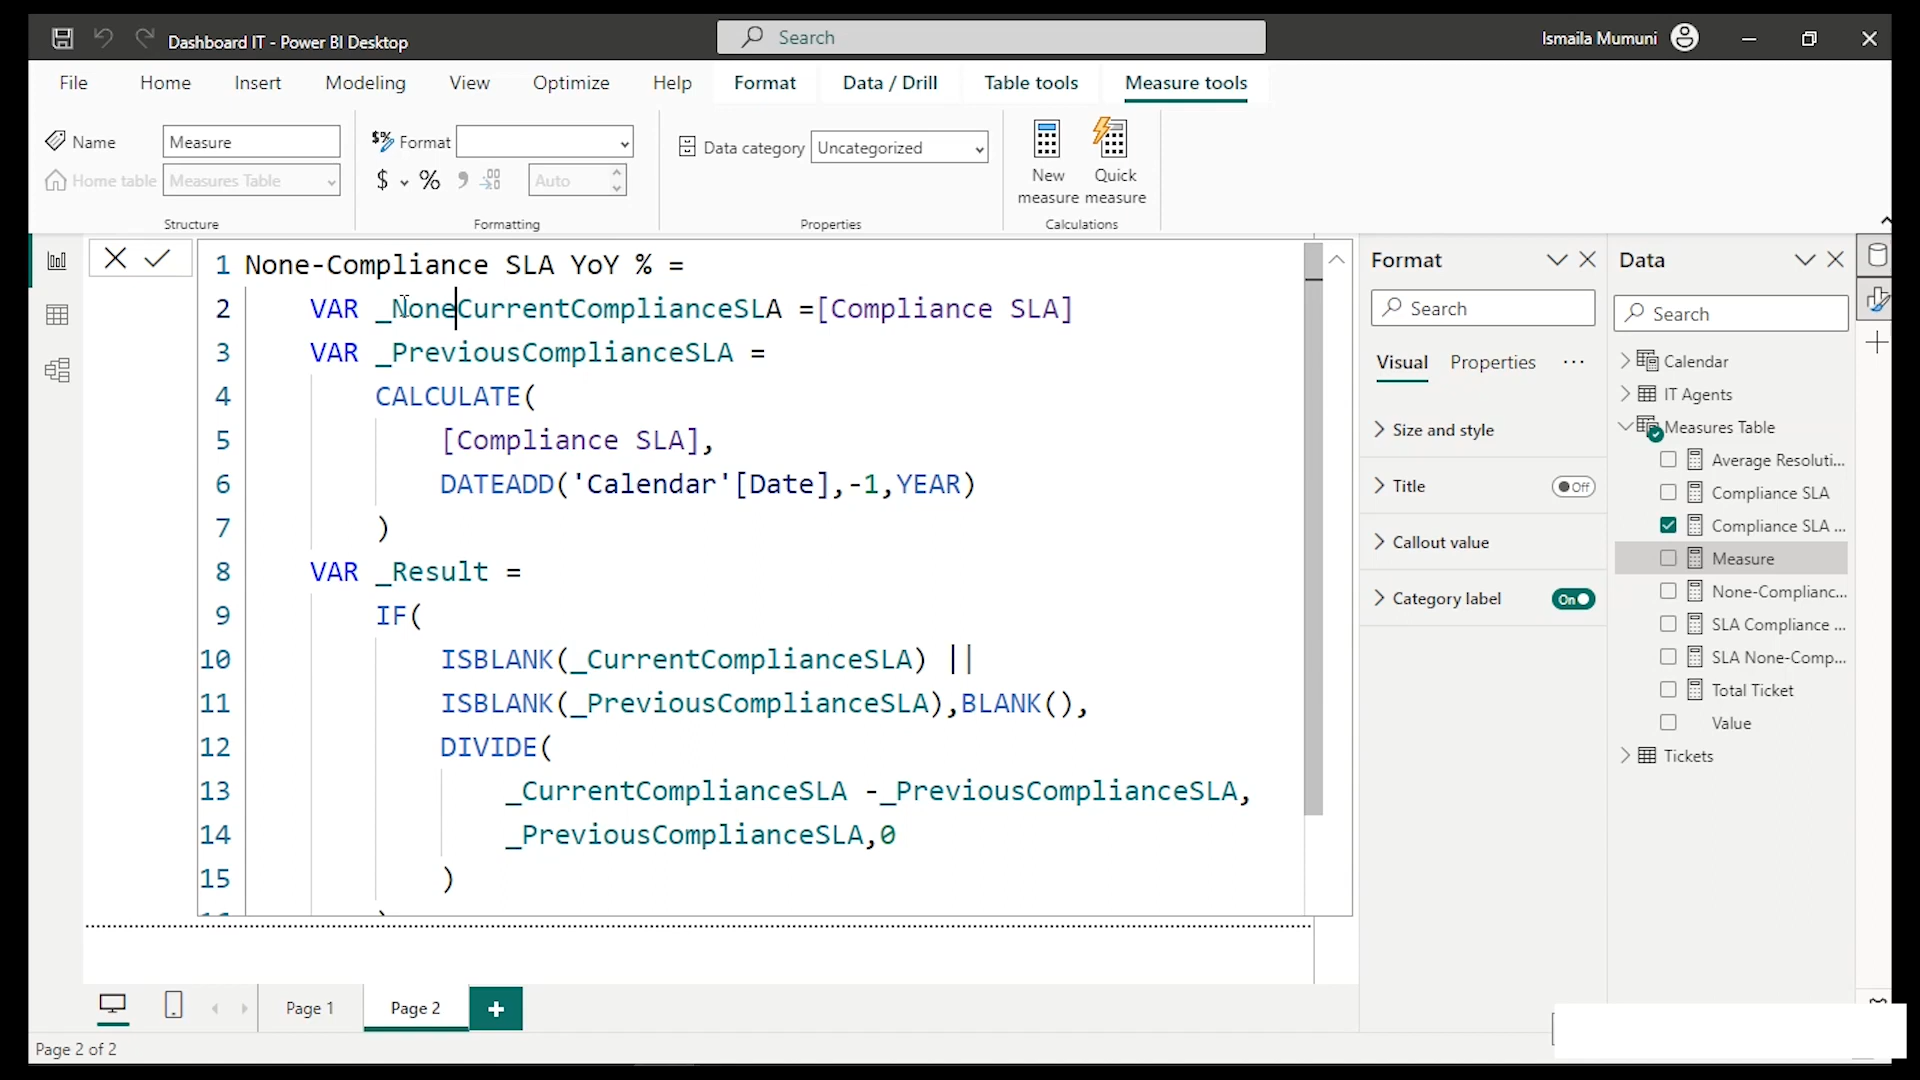 Dashboard IT - Power BI Desktop
Search
Ismaila Mumuni
File Home Insert Modeling View Optimize Help Format Data / Drill Table tools Measure tools
Name Measure
Home table Measures Table
Structure
$% Format
$ % Auto
Formatting
Data category Uncategorized
Properties
New measure
Quick measure
Calculations
1 None-Compliance SLA YoY % =
2 VAR _NoneCurrentComplianceSLA =[Compliance SLA]
3 VAR _PreviousComplianceSLA =
4 CALCULATE(
5 [Compliance SLA],
6 DATEADD('Calendar'[Date],-1,YEAR)
7 )
8 VAR _Result =
9 IF(
10 ISBLANK(_CurrentComplianceSLA) ||
11 ISBLANK(_PreviousComplianceSLA),BLANK(),
12 DIVIDE(
13 _CurrentComplianceSLA -_PreviousComplianceSLA,
14 _PreviousComplianceSLA,0
15 )
Format
Search
Visual Properties ...
Size and style
Title Off
Callout value
Category label On
Data
Search
Calendar
IT Agents
Measures Table
Average Resoluti...
Compliance SLA
Compliance SLA ...
Measure
None-Complianc...
SLA Compliance ...
SLA None-Comp...
Total Ticket
Value
Tickets
Page 1 Page 2 +
Page 2 of 2